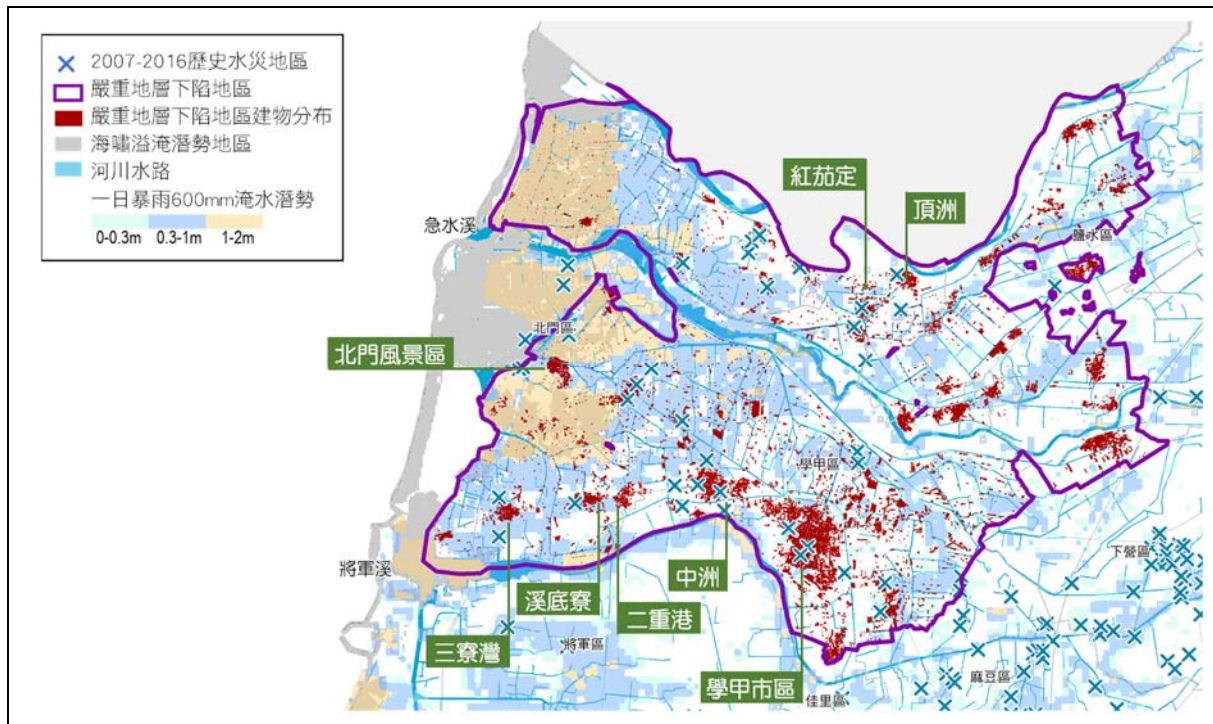 2007-2016歷史水災地區
嚴重地層下陷地區
嚴重地層下陷地區建物分布
海嘯溢淹潛勢地區
河川水路
一日暴雨600mm淹水潛勢
0-0.3m 0.3-1m 1-2m
紅茄定
頂洲
急水溪
鹽水區
北門區
北門風景區
學甲區
下營區
將軍溪
中洲
溪底寮
二重港
三寮灣
將軍區
學甲市區
麻豆區
佳里區